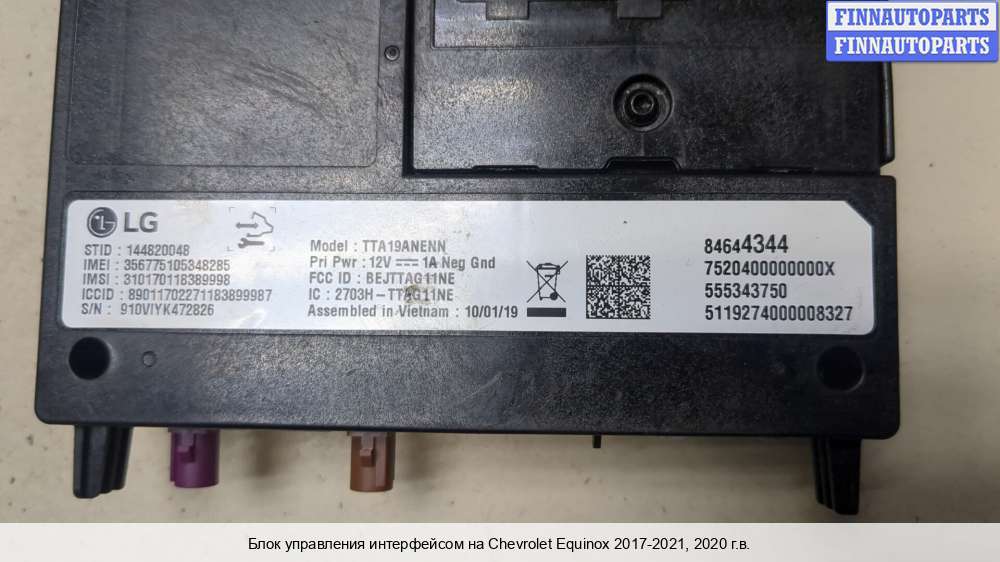 FINNAUTOPARTS
FINNAUTOPARTS
LG
STID : 144820048
IMEI : 356775105348285
IMSI : 310170118389998
ICCID : 89011702271183899987
S/N : 910VIYK472826
Model : TTA19ANENN
Pri Pwr : 12V 1A Neg Gnd
FCC ID : BEJTTAG11NE
IC : 2703H-TTAG11NE
Assembled in Vietnam : 10/01/19
84644344
7520400000000X
555343750
5119274000008327
Блок управления интерфейсом на Chevrolet Equinox 2017-2021, 2020 г.в.